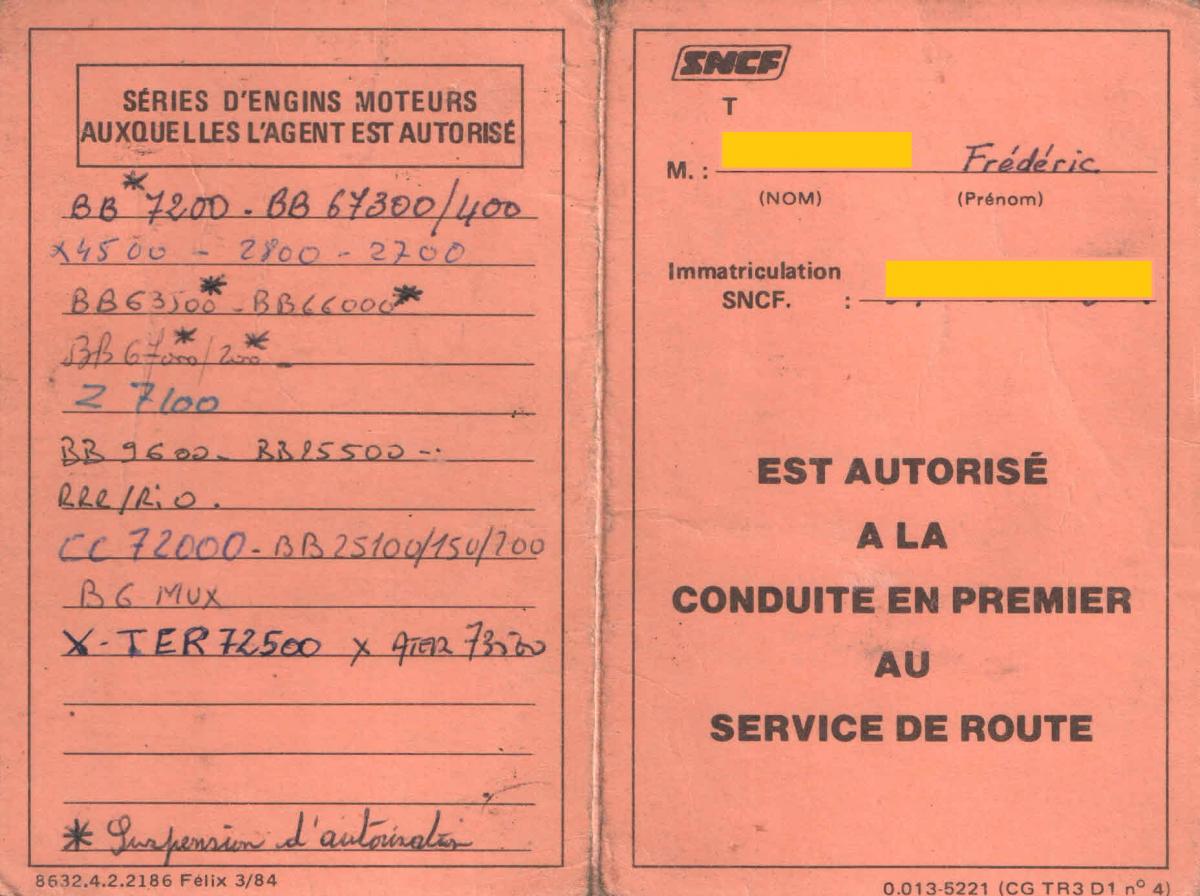 SÉRIES D'ENGINS MOTEURS
AUXQUELLES L'AGENT EST AUTORISÉ
BB* 7200 - BB 67300/400
X4500 - 2800 - 2700
BB63500* - BB66000*
BB 67000*/200* -
Z 7100
BB 9600 - BB25500 -
RRR/RiO.
CC 72000 - BB 25100/150/200
B6 MUX
X-TER 72500 X ATER 73500
* Suspension d'autorisation
8632.4.2.2186 Félix 3/84
SNCF
T
M. : Frédéric
(NOM) (Prénom)
Immatriculation
SNCF. :
EST AUTORISÉ
A LA
CONDUITE EN PREMIER
AU
SERVICE DE ROUTE
0.013-5221 (CG TR3 D1 nº 4)